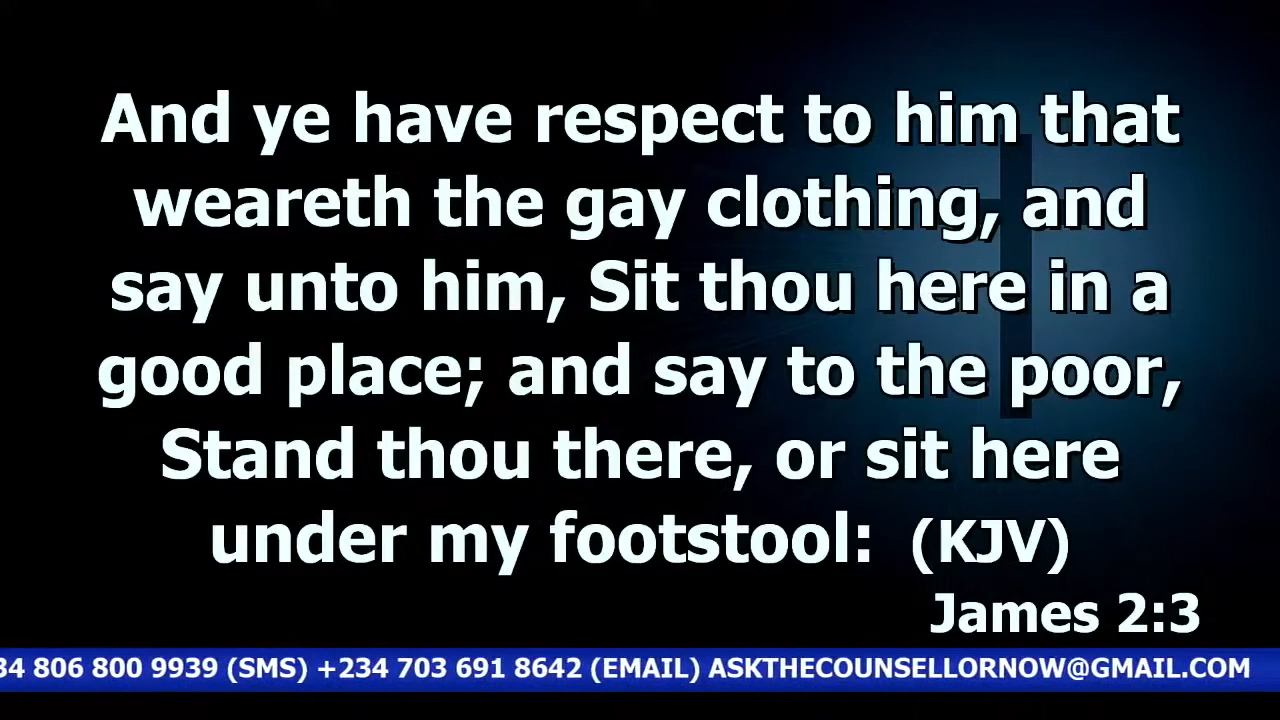 And ye have respect to him that
weareth the gay clothing, and
say unto him, Sit thou here in a
good place; and say to the poor,
Stand thou there, or sit here
under my footstool: (KJV)
James 2:3
34 806 800 9939 (SMS) +234 703 691 8642 (EMAIL) ASKTHECOUNSELLORNOW@GMAIL.COM